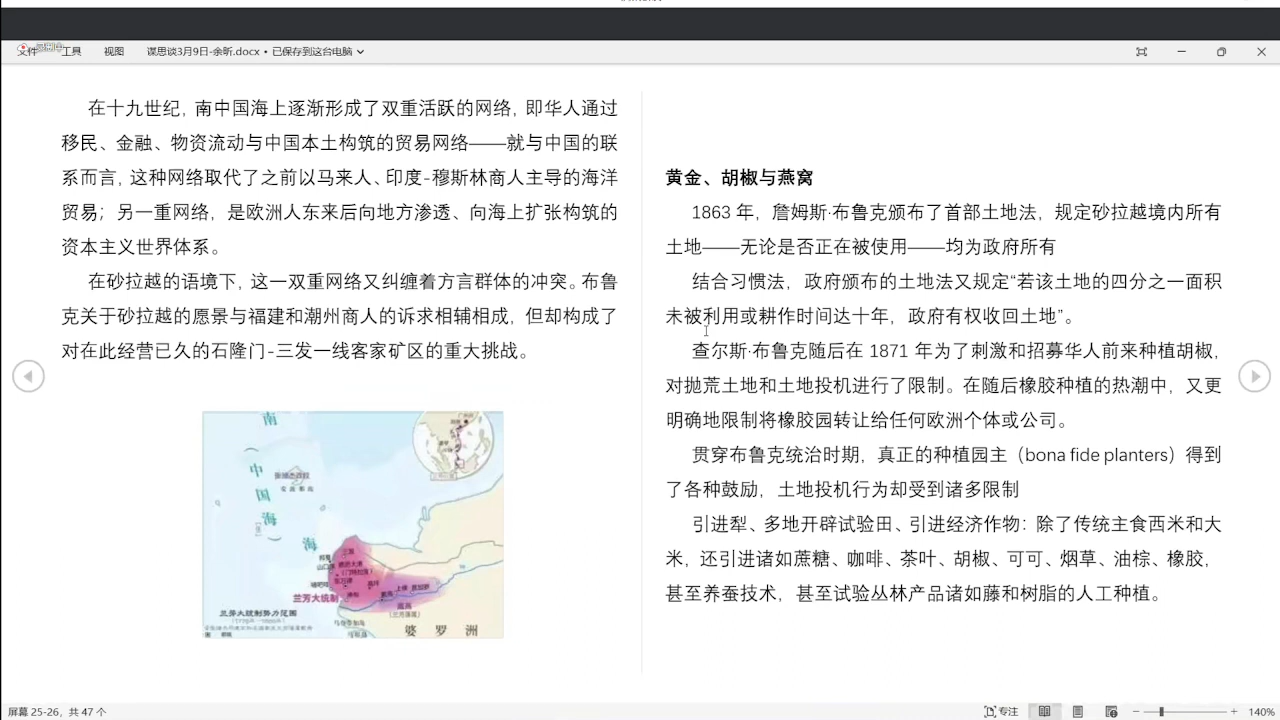 文件
工具
视图
谋思谈3月9日-余昕.docx • 已保存到这台电脑
在十九世纪，南中国海上逐渐形成了双重活跃的网络，即华人通过
移民、金融、物资流动与中国本土构筑的贸易网络——就与中国的联
系而言，这种网络取代了之前以马来人、印度-穆斯林商人主导的海洋
贸易；另一重网络，是欧洲人东来后向地方渗透、向海上扩张构筑的
资本主义世界体系。
在砂拉越的语境下，这一双重网络又纠缠着方言群体的冲突。布鲁
克关于砂拉越的愿景与福建和潮州商人的诉求相辅相成，但却构成了
对在此经营已久的石隆门-三发一线客家矿区的重大挑战。
南
（中国海）
海
兰芳大统制
兰芳大统制势力范围
婆罗洲
黄金、胡椒与燕窝
1863 年，詹姆斯·布鲁克颁布了首部土地法，规定砂拉越境内所有
土地——无论是否正在被使用——均为政府所有
结合习惯法，政府颁布的土地法又规定“若该土地的四分之一面积
未被利用或耕作时间达十年，政府有权收回土地”。
查尔斯·布鲁克随后在 1871 年为了刺激和招募华人前来种植胡椒，
对抛荒土地和土地投机进行了限制。在随后橡胶种植的热潮中，又更
明确地限制将橡胶园转让给任何欧洲个体或公司。
贯穿布鲁克统治时期，真正的种植园主（bona fide planters）得到
了各种鼓励，土地投机行为却受到诸多限制
引进犁、多地开辟试验田、引进经济作物：除了传统主食西米和大
米，还引进诸如蔗糖、咖啡、茶叶、胡椒、可可、烟草、油棕、橡胶，
甚至养蚕技术，甚至试验丛林产品诸如藤和树脂的人工种植。
屏幕 25-26，共 47 个
专注
140%